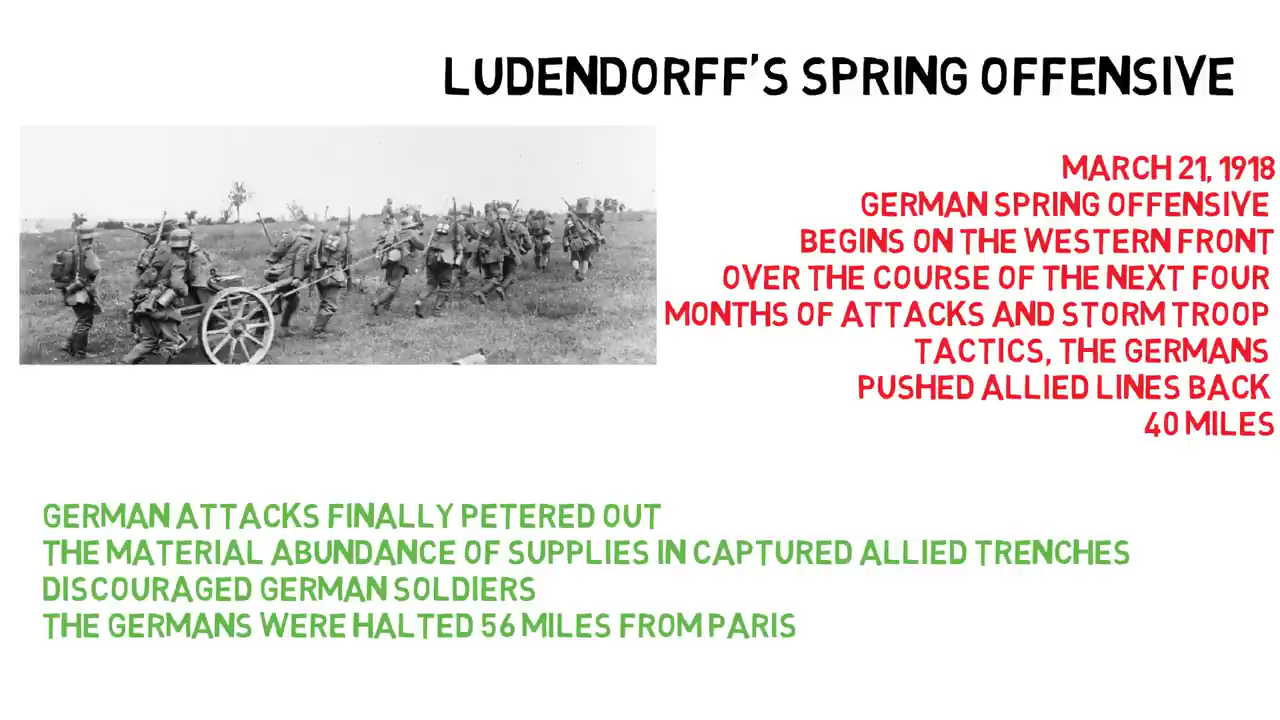 LUDENDORFF'S SPRING OFFENSIVE
MARCH 21, 1918
GERMAN SPRING OFFENSIVE
BEGINS ON THE WESTERN FRONT
OVER THE COURSE OF THE NEXT FOUR
MONTHS OF ATTACKS AND STORM TROOP
TACTICS, THE GERMANS
PUSHED ALLIED LINES BACK
40 MILES
GERMAN ATTACKS FINALLY PETERED OUT
THE MATERIAL ABUNDANCE OF SUPPLIES IN CAPTURED ALLIED TRENCHES
DISCOURAGED GERMAN SOLDIERS
THE GERMANS WERE HALTED 56 MILES FROM PARIS